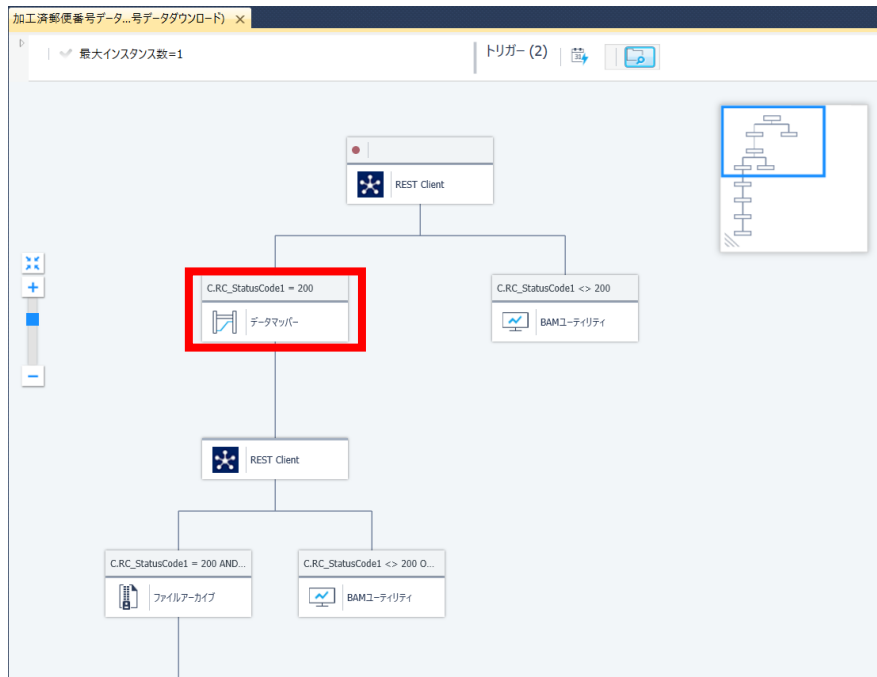 加工済郵便番号データ...号データダウンロード) ×
最大インスタンス数=1
トリガー (2)
31
REST Client
C.RC_StatusCode1 = 200
データマッパー
C.RC_StatusCode1 <> 200
BAMユーティリティ
REST Client
C.RC_StatusCode1 = 200 AND...
ファイルアーカイブ
C.RC_StatusCode1 <> 200 O...
BAMユーティリティ